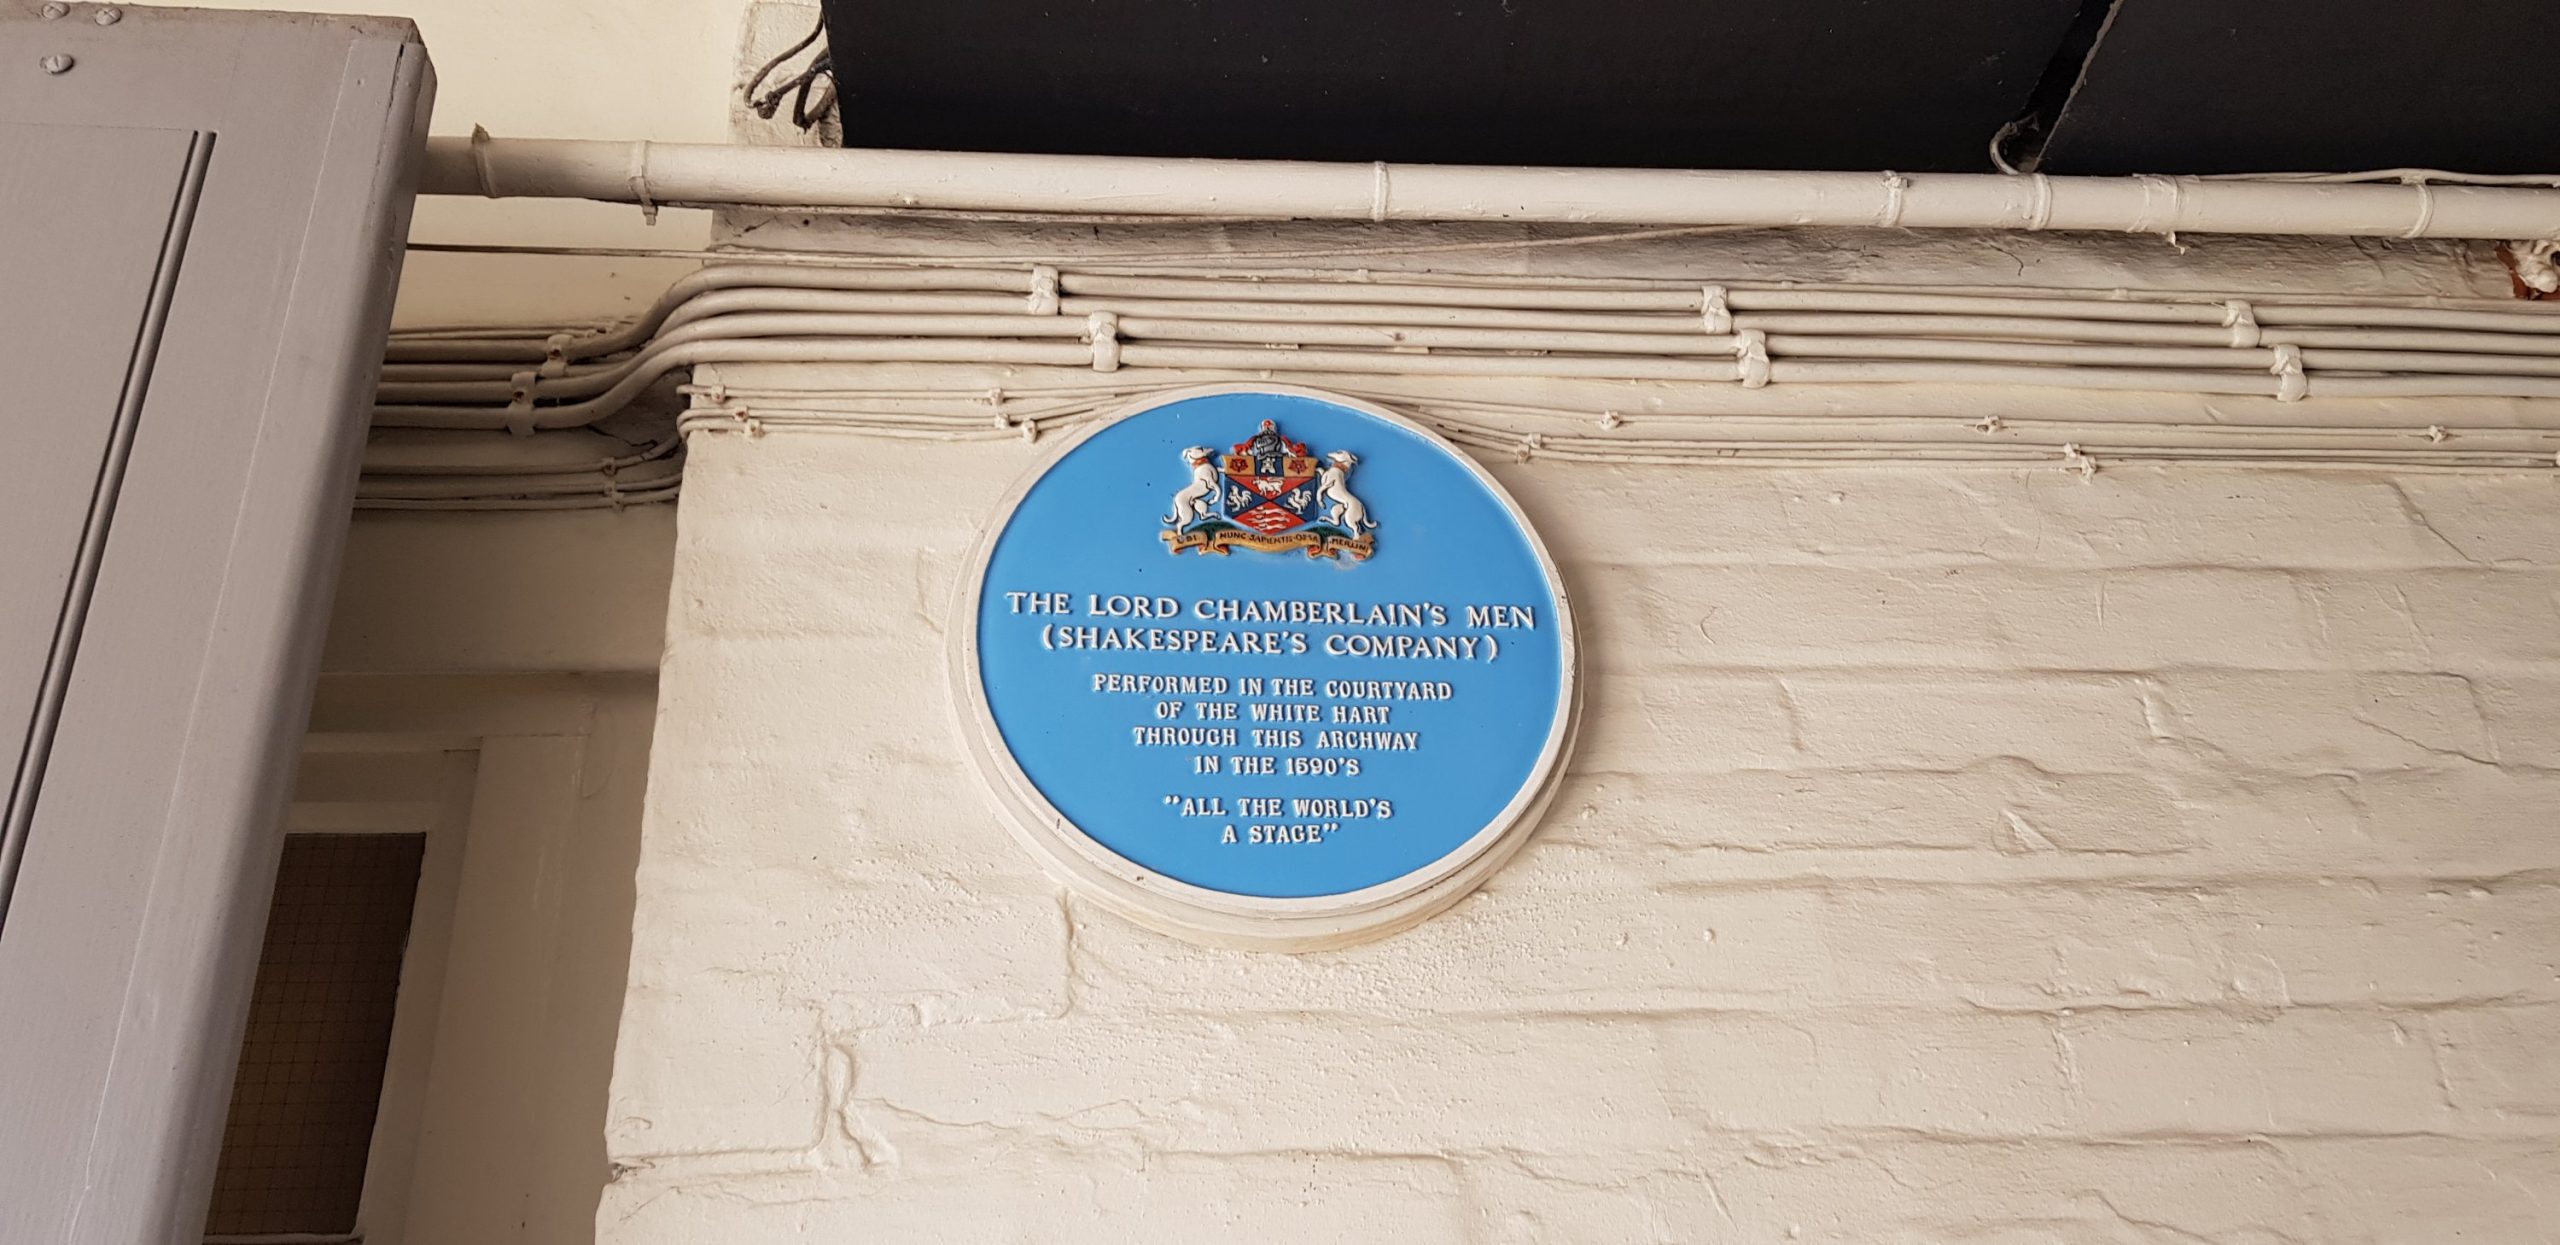 UBI NUNC SAPIENTIS OSSA MERLINI
THE LORD CHAMBERLAIN'S MEN
(SHAKESPEARE'S COMPANY)
PERFORMED IN THE COURTYARD
OF THE WHITE HART
THROUGH THIS ARCHWAY
IN THE 1590'S
"ALL THE WORLD'S
A STAGE"